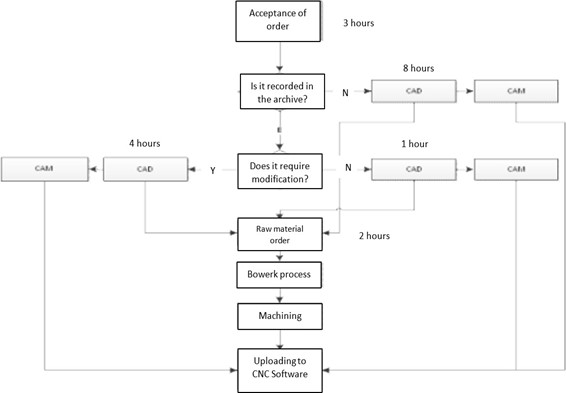 Acceptance of
order
3 hours
Is it recorded in
the archive?
N
8 hours
CAD
CAM
E
4 hours
1 hour
CAM
CAD
Y
Does it require
modification?
N
CAD
CAM
Raw material
order
2 hours
Bowerk process
Machining
Uploading to
CNC Software